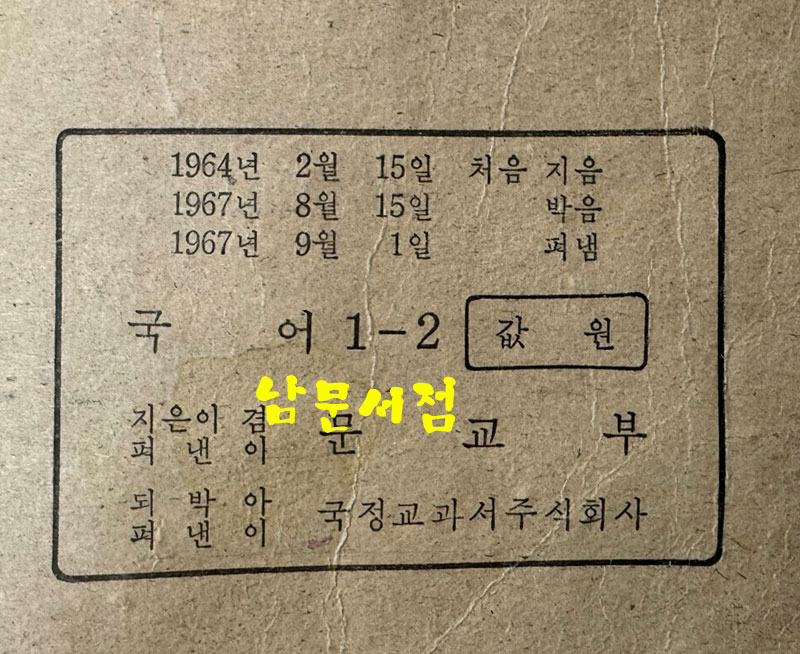 1964년 2월 15일 처음 지음
1967년 8월 15일 박음
1967년 9월 1일 펴냄
국 어 1-2 값 원
남문서점
지은이 겸
펴 낸 이
문 교 부
되 박 아
펴 낸 이
국정교과서주식회사